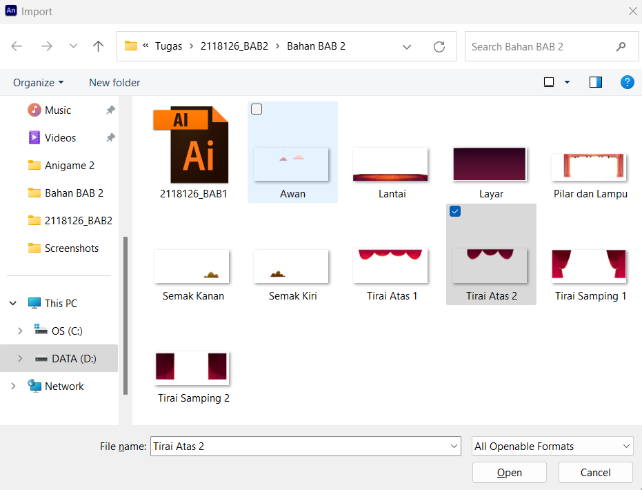 An Import
« Tugas > 2118126_BAB2 > Bahan BAB 2
Search Bahan BAB 2
Organize
New folder
Music
Videos
Anigame 2
Bahan BAB 2
2118126_BAB2
Screenshots
This PC
OS (C:)
DATA (D:)
Network
AI
Ai
2118126_BAB1
Awan
Lantai
Layar
Pilar dan Lampu
Semak Kanan
Semak Kiri
Tirai Atas 1
Tirai Atas 2
Tirai Samping 1
Tirai Samping 2
File name: Tirai Atas 2
All Openable Formats
Open
Cancel